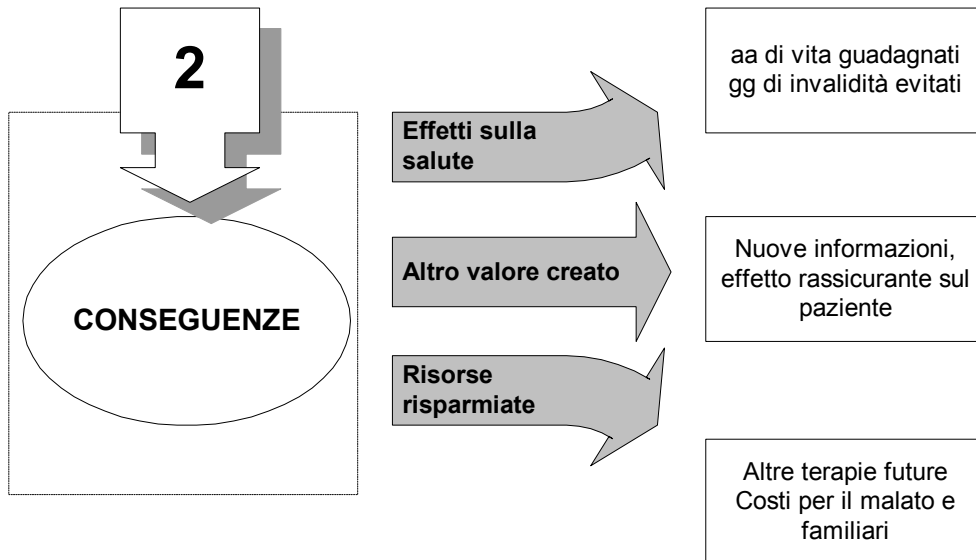 2
CONSEGUENZE
Effetti sulla
salute
aa di vita guadagnati
gg di invalidità evitati
Altro valore creato
Nuove informazioni,
effetto rassicurante sul
paziente
Risorse
risparmiate
Altre terapie future
Costi per il malato e
familiari